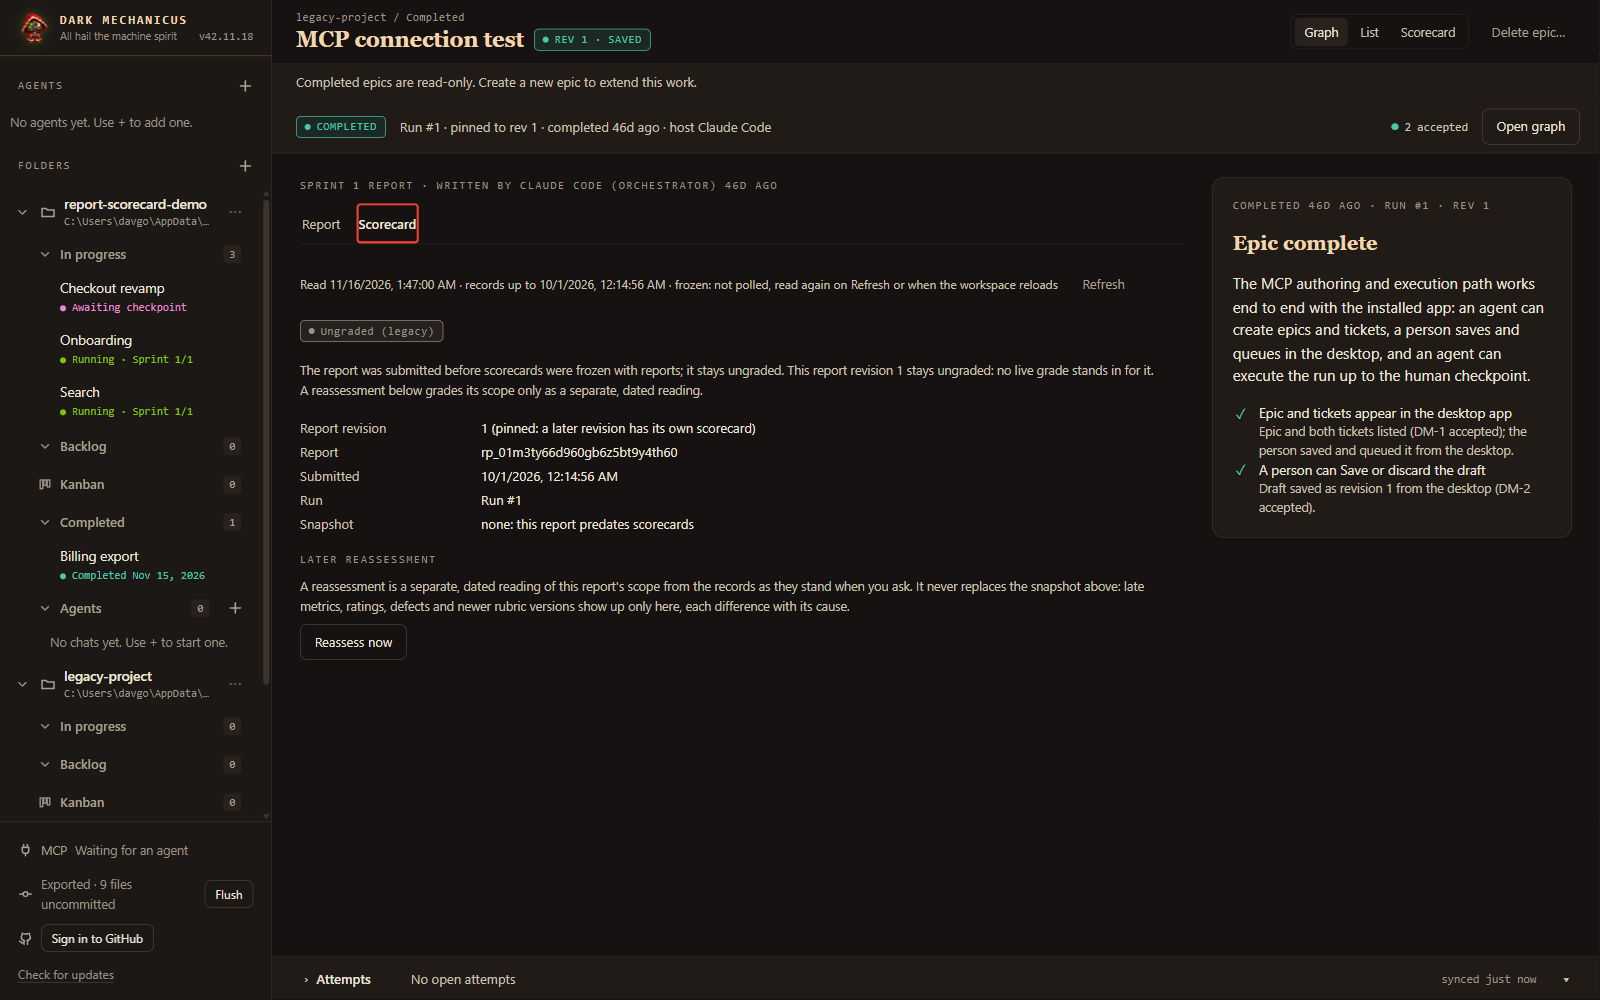 DARK MECHANICUS
All hail the machine spirit
v42.11.18
AGENTS
No agents yet. Use + to add one.
FOLDERS
report-scorecard-demo
C:\Users\davgo\AppData\…
In progress
3
Checkout revamp
Awaiting checkpoint
Onboarding
Running · Sprint 1/1
Search
Running · Sprint 1/1
Backlog
0
Kanban
0
Completed
1
Billing export
Completed Nov 15, 2026
Agents
0
No chats yet. Use + to start one.
legacy-project
C:\Users\davgo\AppData\…
In progress
0
Backlog
0
Kanban
0
MCP Waiting for an agent
Exported · 9 files
uncommitted
Flush
Sign in to GitHub
Check for updates
legacy-project / Completed
MCP connection test
REV 1 · SAVED
Graph
List
Scorecard
Delete epic...
Completed epics are read-only. Create a new epic to extend this work.
COMPLETED
Run #1 · pinned to rev 1 · completed 46d ago · host Claude Code
2 accepted
Open graph
SPRINT 1 REPORT · WRITTEN BY CLAUDE CODE (ORCHESTRATOR) 46D AGO
Report
Scorecard
Read 11/16/2026, 1:47:00 AM · records up to 10/1/2026, 12:14:56 AM · frozen: not polled, read again on Refresh or when the workspace reloads
Refresh
Ungraded (legacy)
The report was submitted before scorecards were frozen with reports; it stays ungraded. This report revision 1 stays ungraded: no live grade stands in for it.
A reassessment below grades its scope only as a separate, dated reading.
Report revision
1 (pinned: a later revision has its own scorecard)
Report
rp_01m3ty66d960gb6z5bt9y4th60
Submitted
10/1/2026, 12:14:56 AM
Run
Run #1
Snapshot
none: this report predates scorecards
LATER REASSESSMENT
A reassessment is a separate, dated reading of this report's scope from the records as they stand when you ask. It never replaces the snapshot above: late
metrics, ratings, defects and newer rubric versions show up only here, each difference with its cause.
Reassess now
COMPLETED 46D AGO · RUN #1 · REV 1
Epic complete
The MCP authoring and execution path works
end to end with the installed app: an agent can
create epics and tickets, a person saves and
queues in the desktop, and an agent can
execute the run up to the human checkpoint.
Epic and tickets appear in the desktop app
Epic and both tickets listed (DM-1 accepted); the
person saved and queued it from the desktop.
A person can Save or discard the draft
Draft saved as revision 1 from the desktop (DM-2
accepted).
Attempts
No open attempts
synced just now